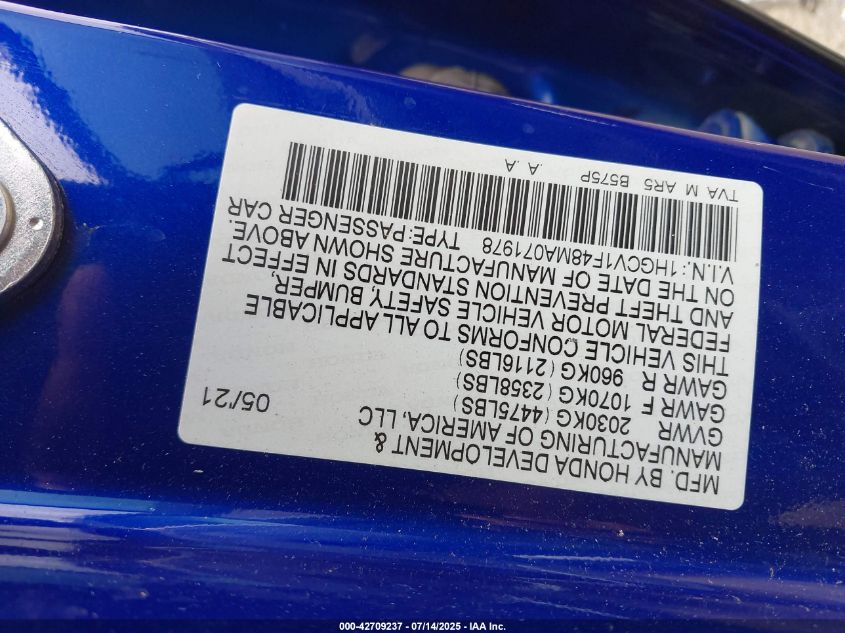 MFD. BY HONDA DEVELOPMENT &
MANUFACTURING OF AMERICA, LLC 05/'21
GVWR 2030KG (4475LBS)
GAWR F 1070KG (2358LBS)
GAWR R 960KG (2116LBS)
THIS VEHICLE CONFORMS TO ALL APPLICABLE
FEDERAL MOTOR VEHICLE SAFETY, BUMPER,
AND THEFT PREVENTION STANDARDS IN EFFECT
ON THE DATE OF MANUFACTURE SHOWN ABOVE.
V.I.N.:1HGCV1F48MA071978 TYPE:PASSENGER CAR
TVA M AR5 B575P .A .A
000-42709237 - 07/14/2025 - IAA Inc.